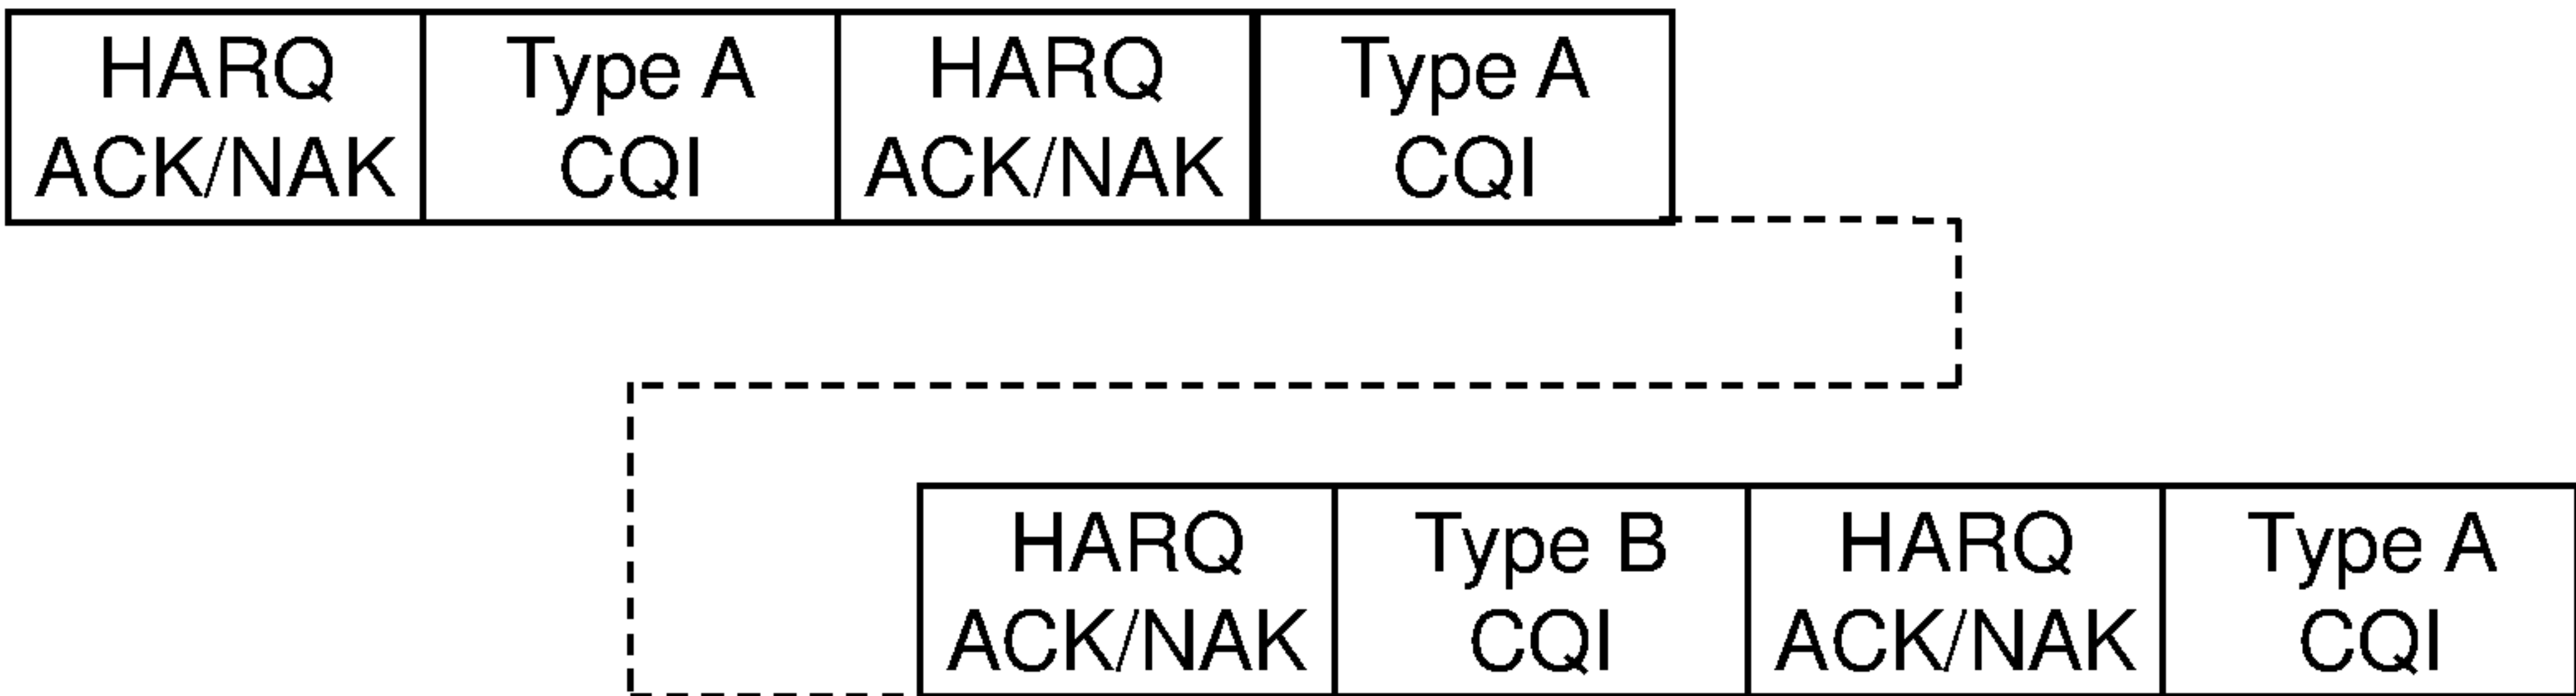 HARQ
ACK/NAK
Type A
CQI
HARQ
ACK/NAK
Type A
CQI
HARQ
ACK/NAK
Type B
CQI
HARQ
ACK/NAK
Type A
CQI